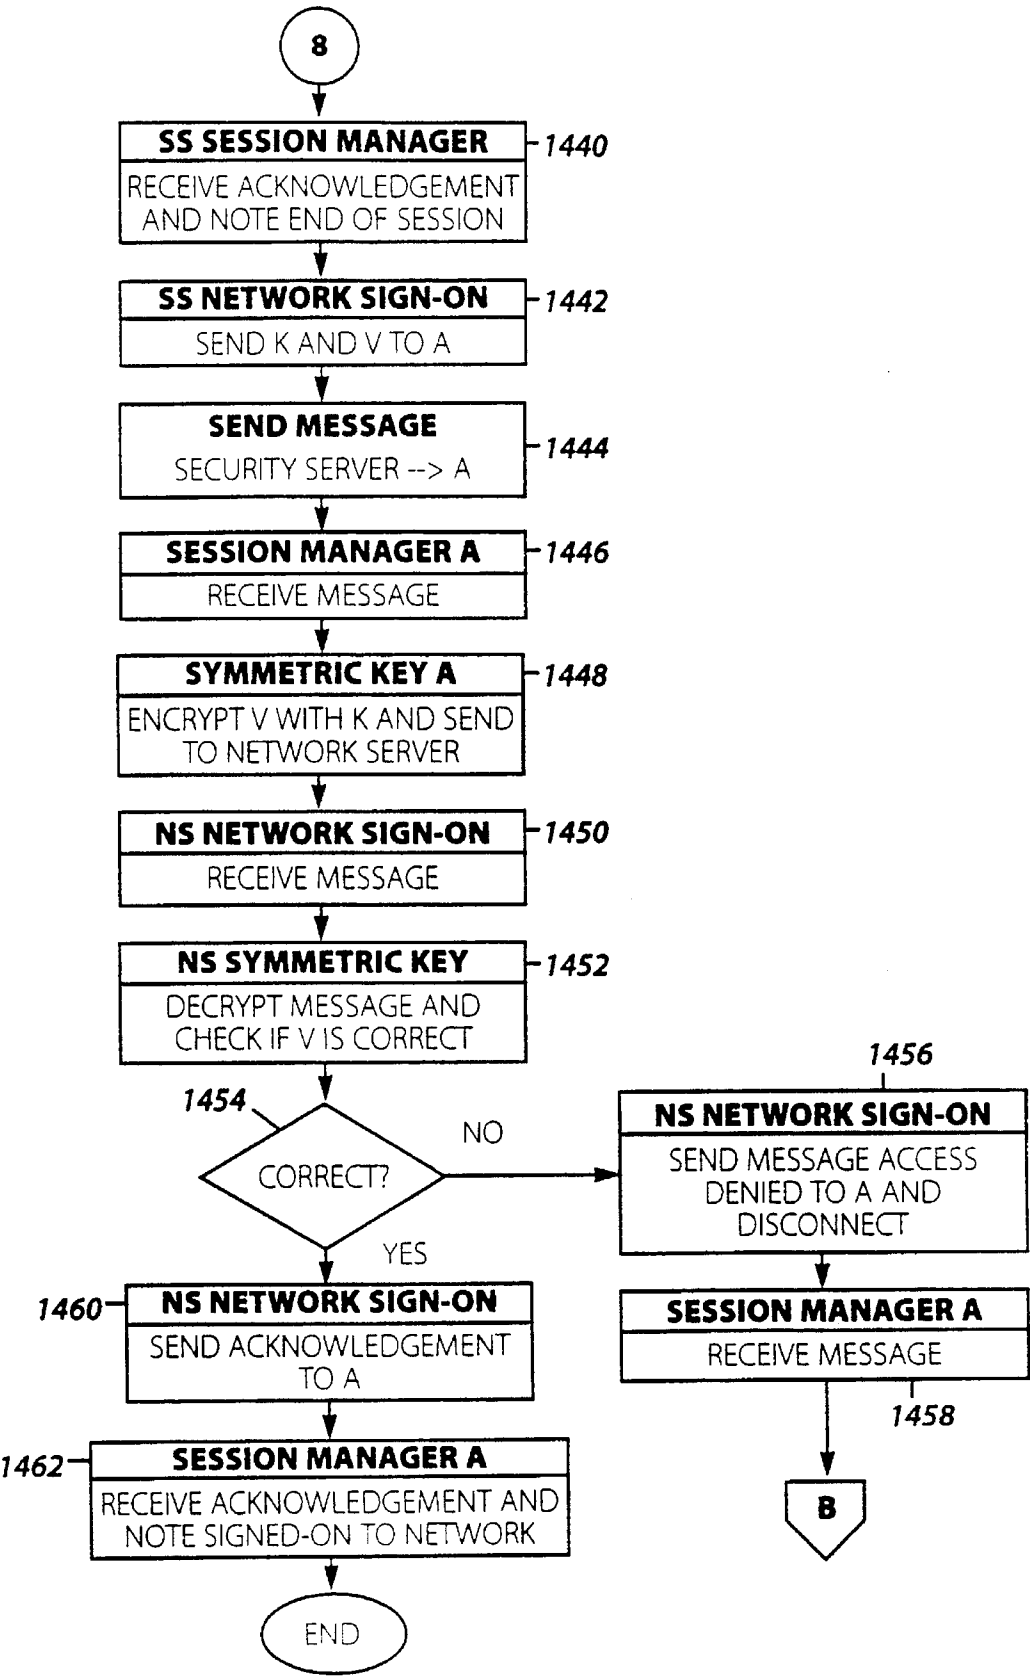 8
SS SESSION MANAGER
1440
RECEIVE ACKNOWLEDGEMENT
AND NOTE END OF SESSION
SS NETWORK SIGN-ON
1442
SEND K AND V TO A
SEND MESSAGE
1444
SECURITY SERVER --> A
SESSION MANAGER A
1446
RECEIVE MESSAGE
SYMMETRIC KEY A
1448
ENCRYPT V WITH K AND SEND
TO NETWORK SERVER
NS NETWORK SIGN-ON
1450
RECEIVE MESSAGE
NS SYMMETRIC KEY
1452
DECRYPT MESSAGE AND
CHECK IF V IS CORRECT
1454
CORRECT?
NO
YES
1456
NS NETWORK SIGN-ON
SEND MESSAGE ACCESS
DENIED TO A AND
DISCONNECT
SESSION MANAGER A
RECEIVE MESSAGE
1458
B
1460
NS NETWORK SIGN-ON
SEND ACKNOWLEDGEMENT
TO A
1462
SESSION MANAGER A
RECEIVE ACKNOWLEDGEMENT AND
NOTE SIGNED-ON TO NETWORK
END